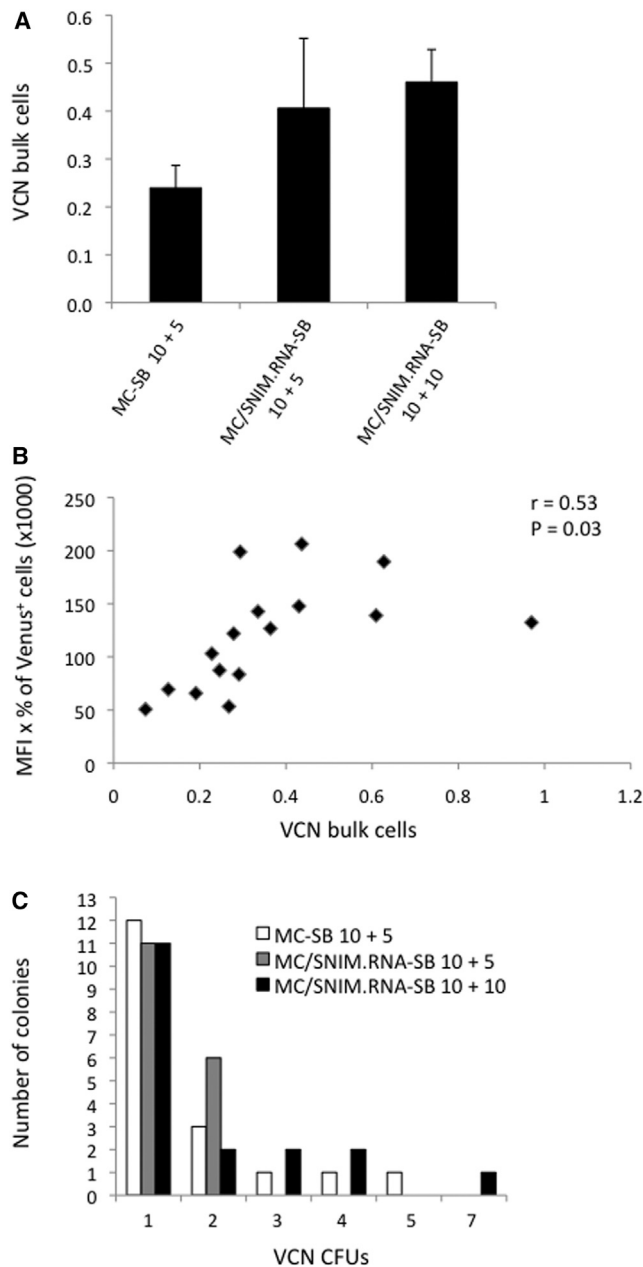 A
VCN bulk cells
0.6
0.5
0.4
0.3
0.2
0.1
0.0
MC-SB 10 + 5
MC/SNIM.RNA-SB
10 + 5
MC/SNIM.RNA-SB
10 + 10
B
MFI x % of Venus⁺ cells (x1000)
250
200
150
100
50
0
r = 0.53
P = 0.03
0 0.2 0.4 0.6 0.8 1 1.2
VCN bulk cells
C
Number of colonies
13
12
11
10
9
8
7
6
5
4
3
2
1
0
MC-SB 10 + 5
MC/SNIM.RNA-SB 10 + 5
MC/SNIM.RNA-SB 10 + 10
1 2 3 4 5 7
VCN CFUs